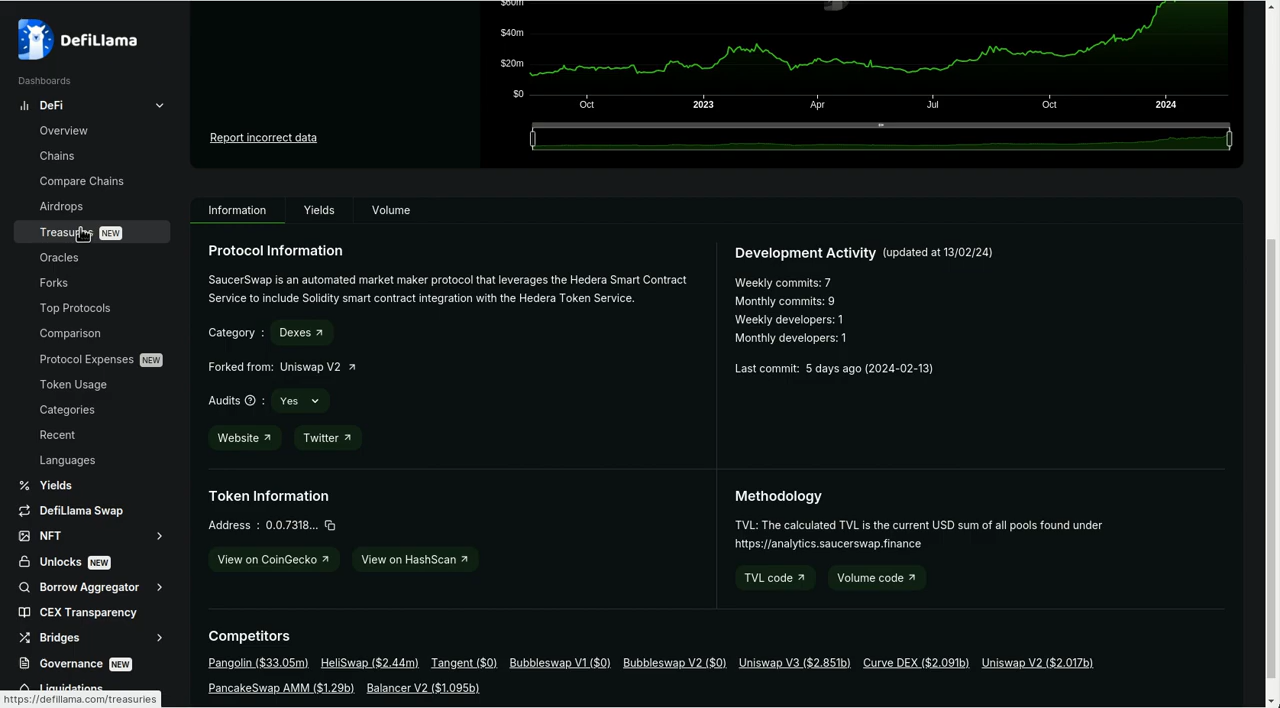 DefiLlama
Dashboards
DeFi
Overview
Chains
Compare Chains
Airdrops
NEW
Oracles
Forks
Top Protocols
Comparison
Protocol Expenses NEW
Token Usage
Categories
Recent
Languages
Yields
DefiLlama Swap
NFT
Unlocks NEW
Borrow Aggregator
CEX Transparency
Bridges
Governance NEW
Liquidations
https://defillama.com/treasuries
$60m
$40m
$20m
$0
Oct 2023 Apr Jul Oct 2024
Report incorrect data
Information Yields Volume
Protocol Information
SaucerSwap is an automated market maker protocol that leverages the Hedera Smart Contract
Service to include Solidity smart contract integration with the Hedera Token Service.
Category : Dexes
Forked from: Uniswap V2
Audits ? : Yes
Website Twitter
Development Activity (updated at 13/02/24)
Weekly commits: 7
Monthly commits: 9
Weekly developers: 1
Monthly developers: 1
Last commit: 5 days ago (2024-02-13)
Token Information
Address : 0.0.7318...
View on CoinGecko View on HashScan
Methodology
TVL: The calculated TVL is the current USD sum of all pools found under
https://analytics.saucerswap.finance
TVL code Volume code
Competitors
Pangolin ($33.05m) HeliSwap ($2.44m) Tangent ($0) Bubbleswap V1 ($0) Bubbleswap V2 ($0) Uniswap V3 ($2.851b) Curve DEX ($2.091b) Uniswap V2 ($2.017b)
PancakeSwap AMM ($1.29b) Balancer V2 ($1.095b)